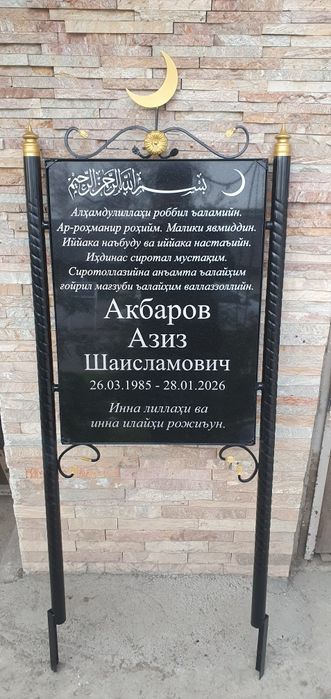 بسم الله الرحمن الرحيم
Алҳамдулиллаҳи роббил ъаламийн.
Ар-роҳманир роҳийм. Малики явмиддин.
Иййака наъбуду ва иййака настаъийн.
Иҳдинас сиротал мустақим.
Сиротоллазийна анъамта ъалайҳим
ғойрил мағзуби ъалайҳим валлаззоллийн.
Акбаров
Азиз
Шаисламович
26.03.1985 - 28.01.2026
Инна лиллаҳи ва
инна илайҳи рожиъун.